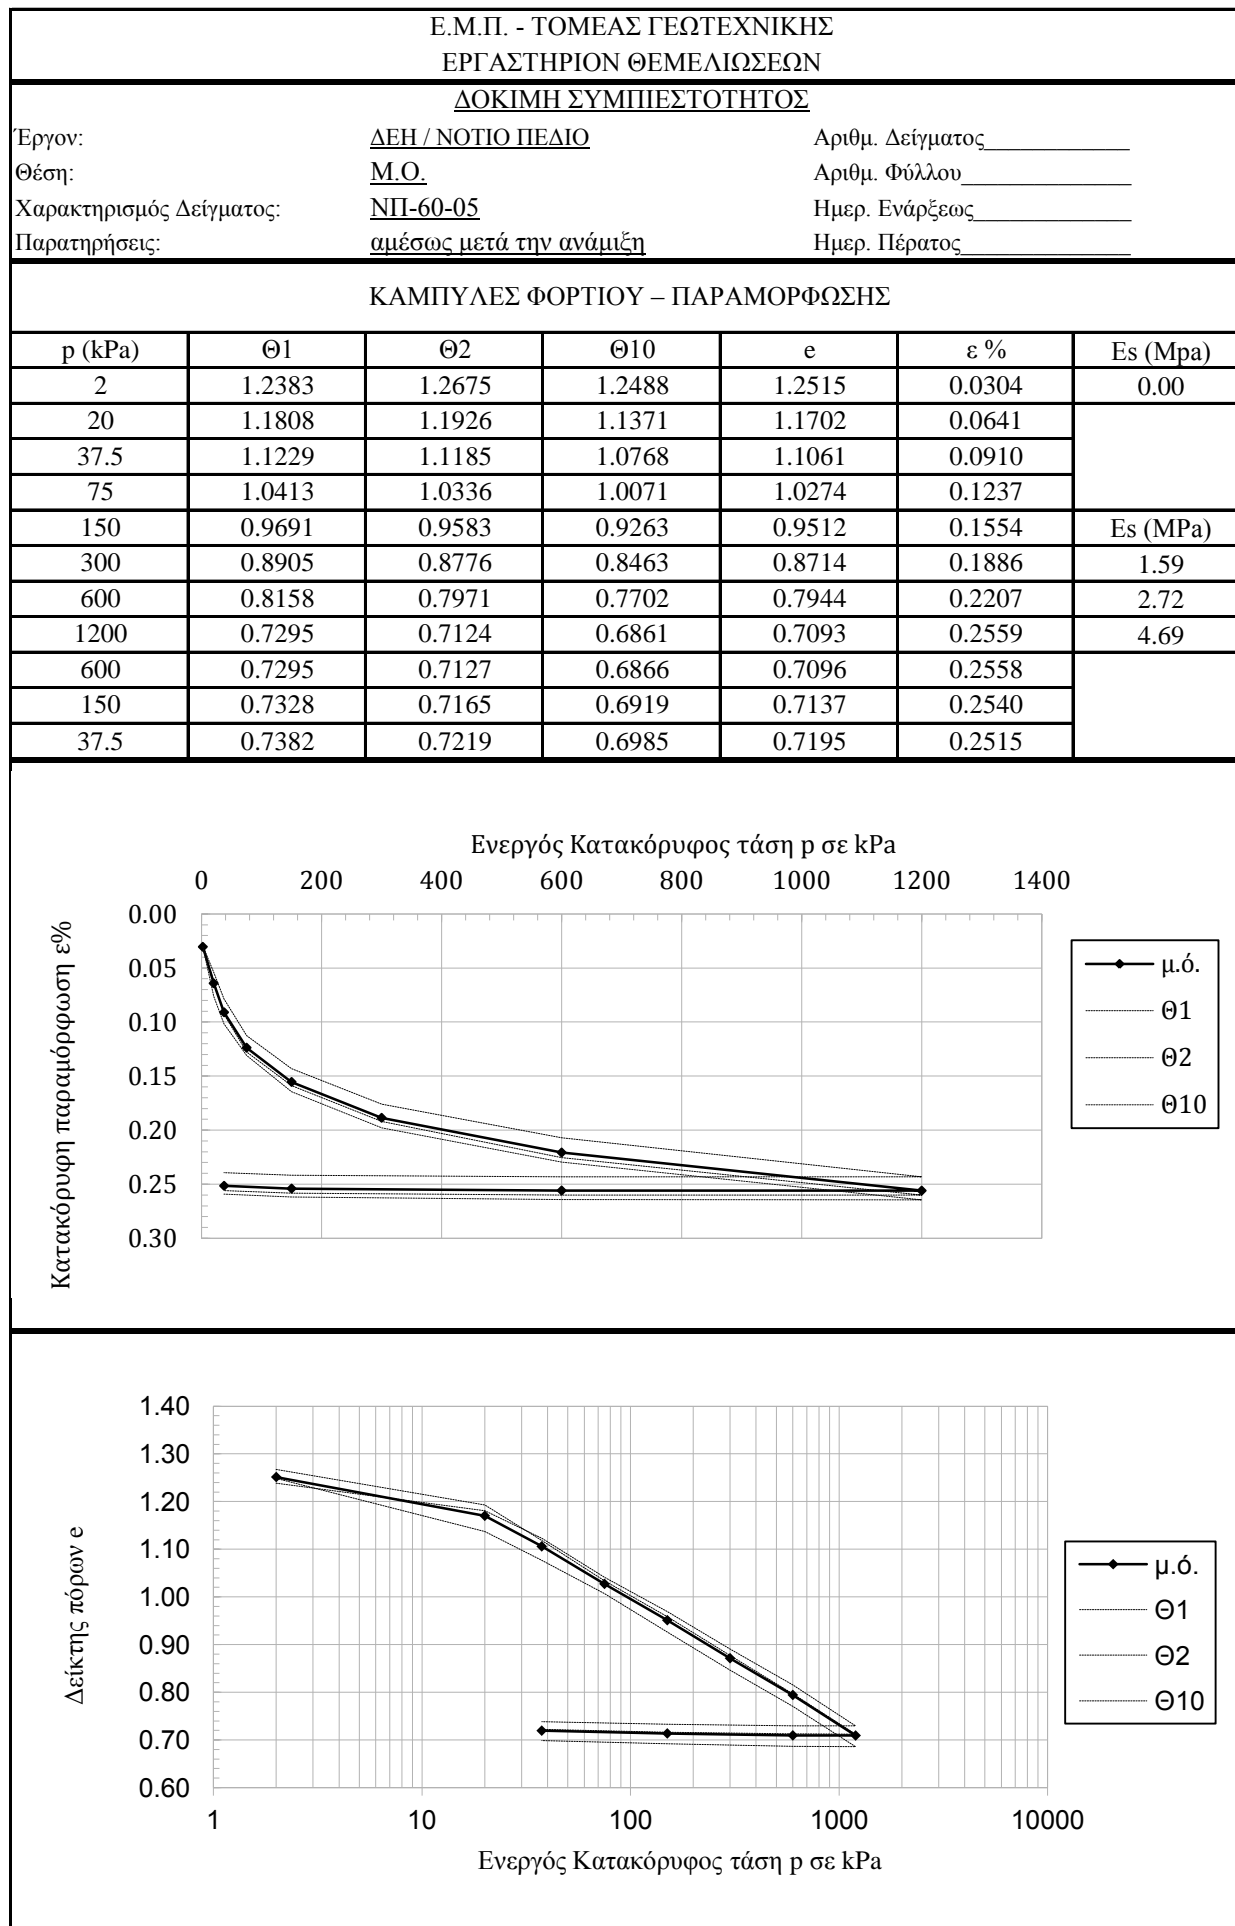 Ε.Μ.Π. - ΤΟΜΕΑΣ ΓΕΩΤΕΧΝΙΚΗΣ
ΕΡΓΑΣΤΗΡΙΟΝ ΘΕΜΕΛΙΩΣΕΩΝ
ΔΟΚΙΜΗ ΣΥΜΠΙΕΣΤΟΤΗΤΟΣ
Έργον: ΔΕΗ / ΝΟΤΙΟ ΠΕΔΙΟ Αριθμ. Δείγματος____________
Θέση: Μ.Ο. Αριθμ. Φύλλου______________
Χαρακτηρισμός Δείγματος: ΝΠ-60-05 Ημερ. Ενάρξεως_____________
Παρατηρήσεις: αμέσως μετά την ανάμιξη Ημερ. Πέρατος______________
ΚΑΜΠΥΛΕΣ ΦΟΡΤΙΟΥ – ΠΑΡΑΜΟΡΦΩΣΗΣ
p (kPa) Θ1 Θ2 Θ10 e ε % Es (Mpa)
2 1.2383 1.2675 1.2488 1.2515 0.0304 0.00
20 1.1808 1.1926 1.1371 1.1702 0.0641
37.5 1.1229 1.1185 1.0768 1.1061 0.0910
75 1.0413 1.0336 1.0071 1.0274 0.1237
150 0.9691 0.9583 0.9263 0.9512 0.1554 Es (MPa)
300 0.8905 0.8776 0.8463 0.8714 0.1886 1.59
600 0.8158 0.7971 0.7702 0.7944 0.2207 2.72
1200 0.7295 0.7124 0.6861 0.7093 0.2559 4.69
600 0.7295 0.7127 0.6866 0.7096 0.2558
150 0.7328 0.7165 0.6919 0.7137 0.2540
37.5 0.7382 0.7219 0.6985 0.7195 0.2515
Ενεργός Κατακόρυφος τάση p σε kPa
0 200 400 600 800 1000 1200 1400
0.00
0.05
0.10
0.15
0.20
0.25
0.30
Κατακόρυφη παραμόρφωση ε%
μ.ό.
Θ1
Θ2
Θ10
1.40
1.30
1.20
1.10
1.00
0.90
0.80
0.70
0.60
Δείκτης πόρων e
1 10 100 1000 10000
Ενεργός Κατακόρυφος τάση p σε kPa
μ.ό.
Θ1
Θ2
Θ10